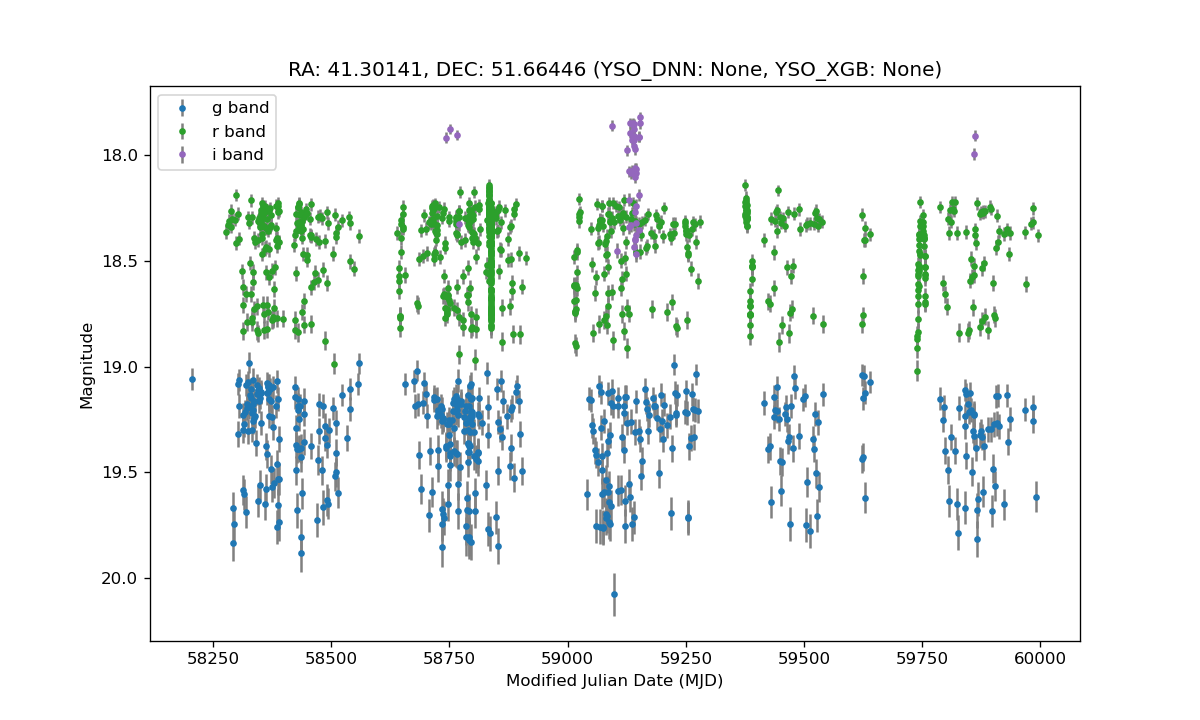 RA: 41.30141, DEC: 51.66446 (YSO_DNN: None, YSO_XGB: None)
g band
r band
i band
18.0
18.5
19.0
19.5
20.0
Magnitude
58250 58500 58750 59000 59250 59500 59750 60000
Modified Julian Date (MJD)